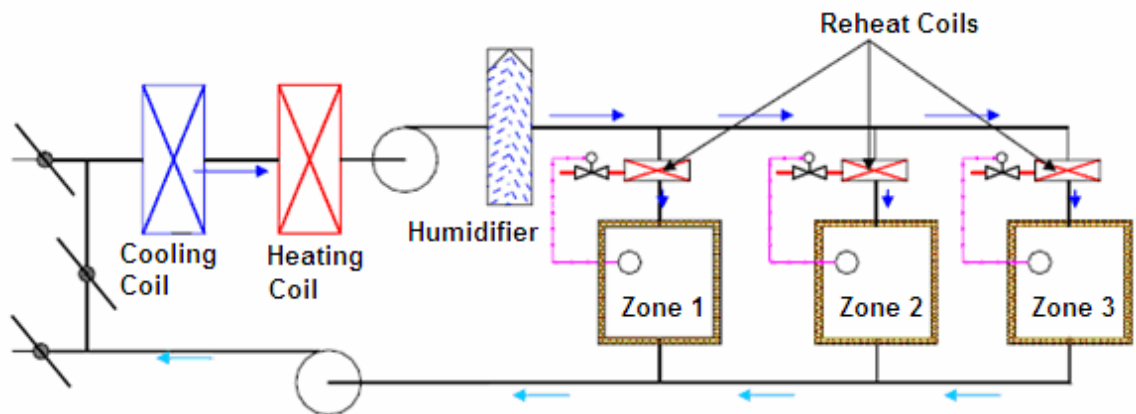 Reheat Coils
Humidifier
Cooling
Coil
Heating
Coil
Zone 1
Zone 2
Zone 3